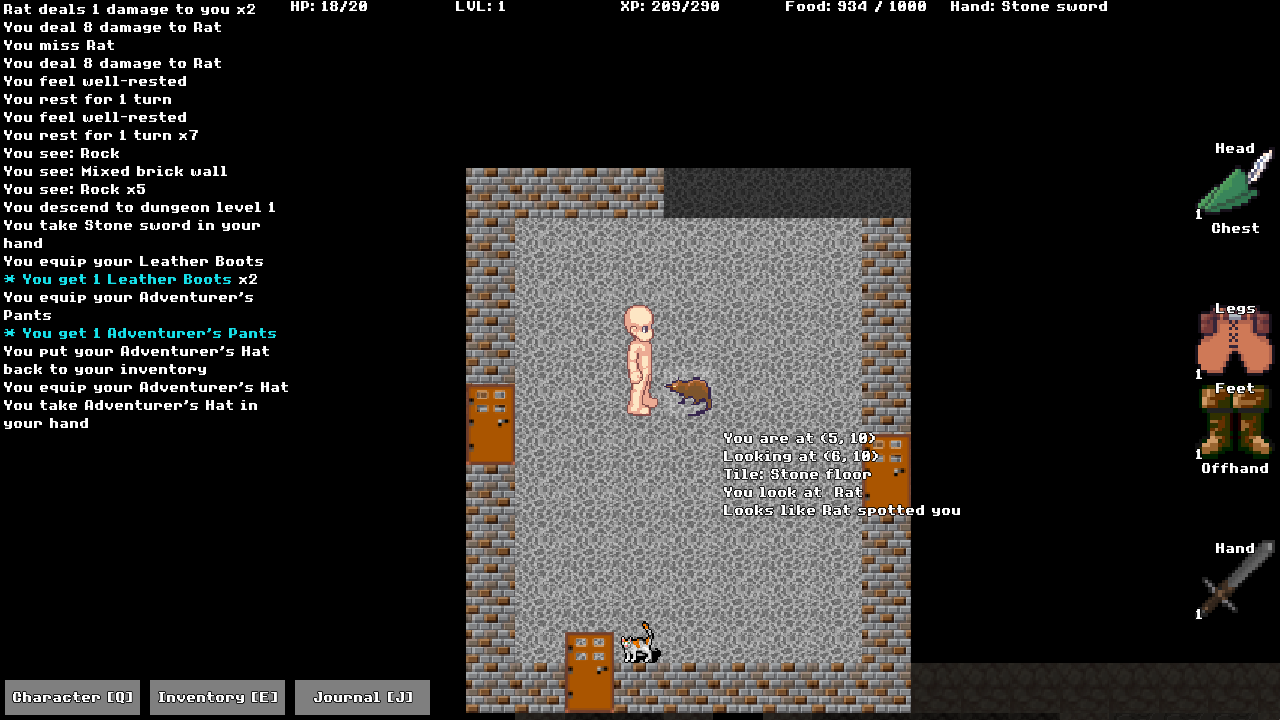 Rat deals 1 damage to you x2
You deal 8 damage to Rat
You miss Rat
You deal 8 damage to Rat
You feel well-rested
You rest for 1 turn
You feel well-rested
You rest for 1 turn x7
You see: Rock
You see: Mixed brick wall
You see: Rock x5
You descend to dungeon level 1
You take Stone sword in your
hand
You equip your Leather Boots
* You get 1 Leather Boots x2
You equip your Adventurer's
Pants
* You get 1 Adventurer's Pants
You put your Adventurer's Hat
back to your inventory
You equip your Adventurer's Hat
You take Adventurer's Hat in
your hand
HP: 18/20
LVL: 1
XP: 209/290
Food: 934 / 1000
Hand: Stone sword
Head
1
Chest
Legs
1
Feet
1
Offhand
Hand
1
You are at (5,10)
Looking at (6,10)
Tile: Stone floor
You look at Rat
Looks like Rat spotted you
Character [Q]
Inventory [E]
Journal [J]